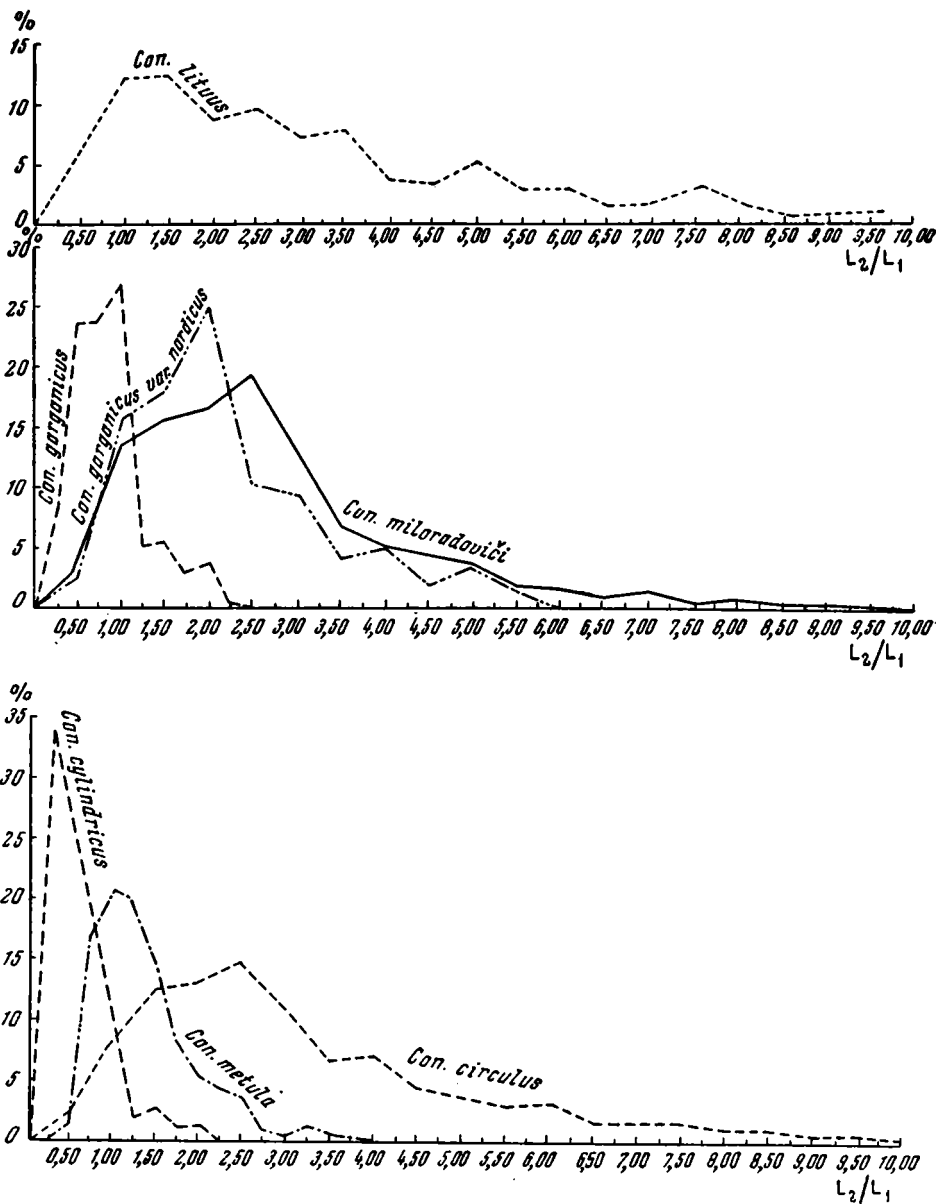 %
15
Con. lituus
10
5
0
0,50 1,00 1,50 2,00 2,50 3,00 3,50 4,00 4,50 5,00 5,50 6,00 6,50 7,00 7,50 8,00 8,50 9,00 9,50 10,00
L₂/L₁
%
30
25
20
15
10
5
0
Con. garganicus
Con. garganicus var. nordicus
Con. miloradoviči
0,50 1,00 1,50 2,00 2,50 3,00 3,50 4,00 4,50 5,00 5,50 6,00 6,50 7,00 7,50 8,00 8,50 9,00 9,50 10,00
L₂/L₁
%
35
30
25
20
15
10
5
0
Con. cylindricus
Con. metula
Con. circulus
0,50 1,00 1,50 2,00 2,50 3,00 3,50 4,00 4,50 5,00 5,50 6,00 6,50 7,00 7,50 8,00 8,50 9,00 9,50 10,00
L₂/L₁